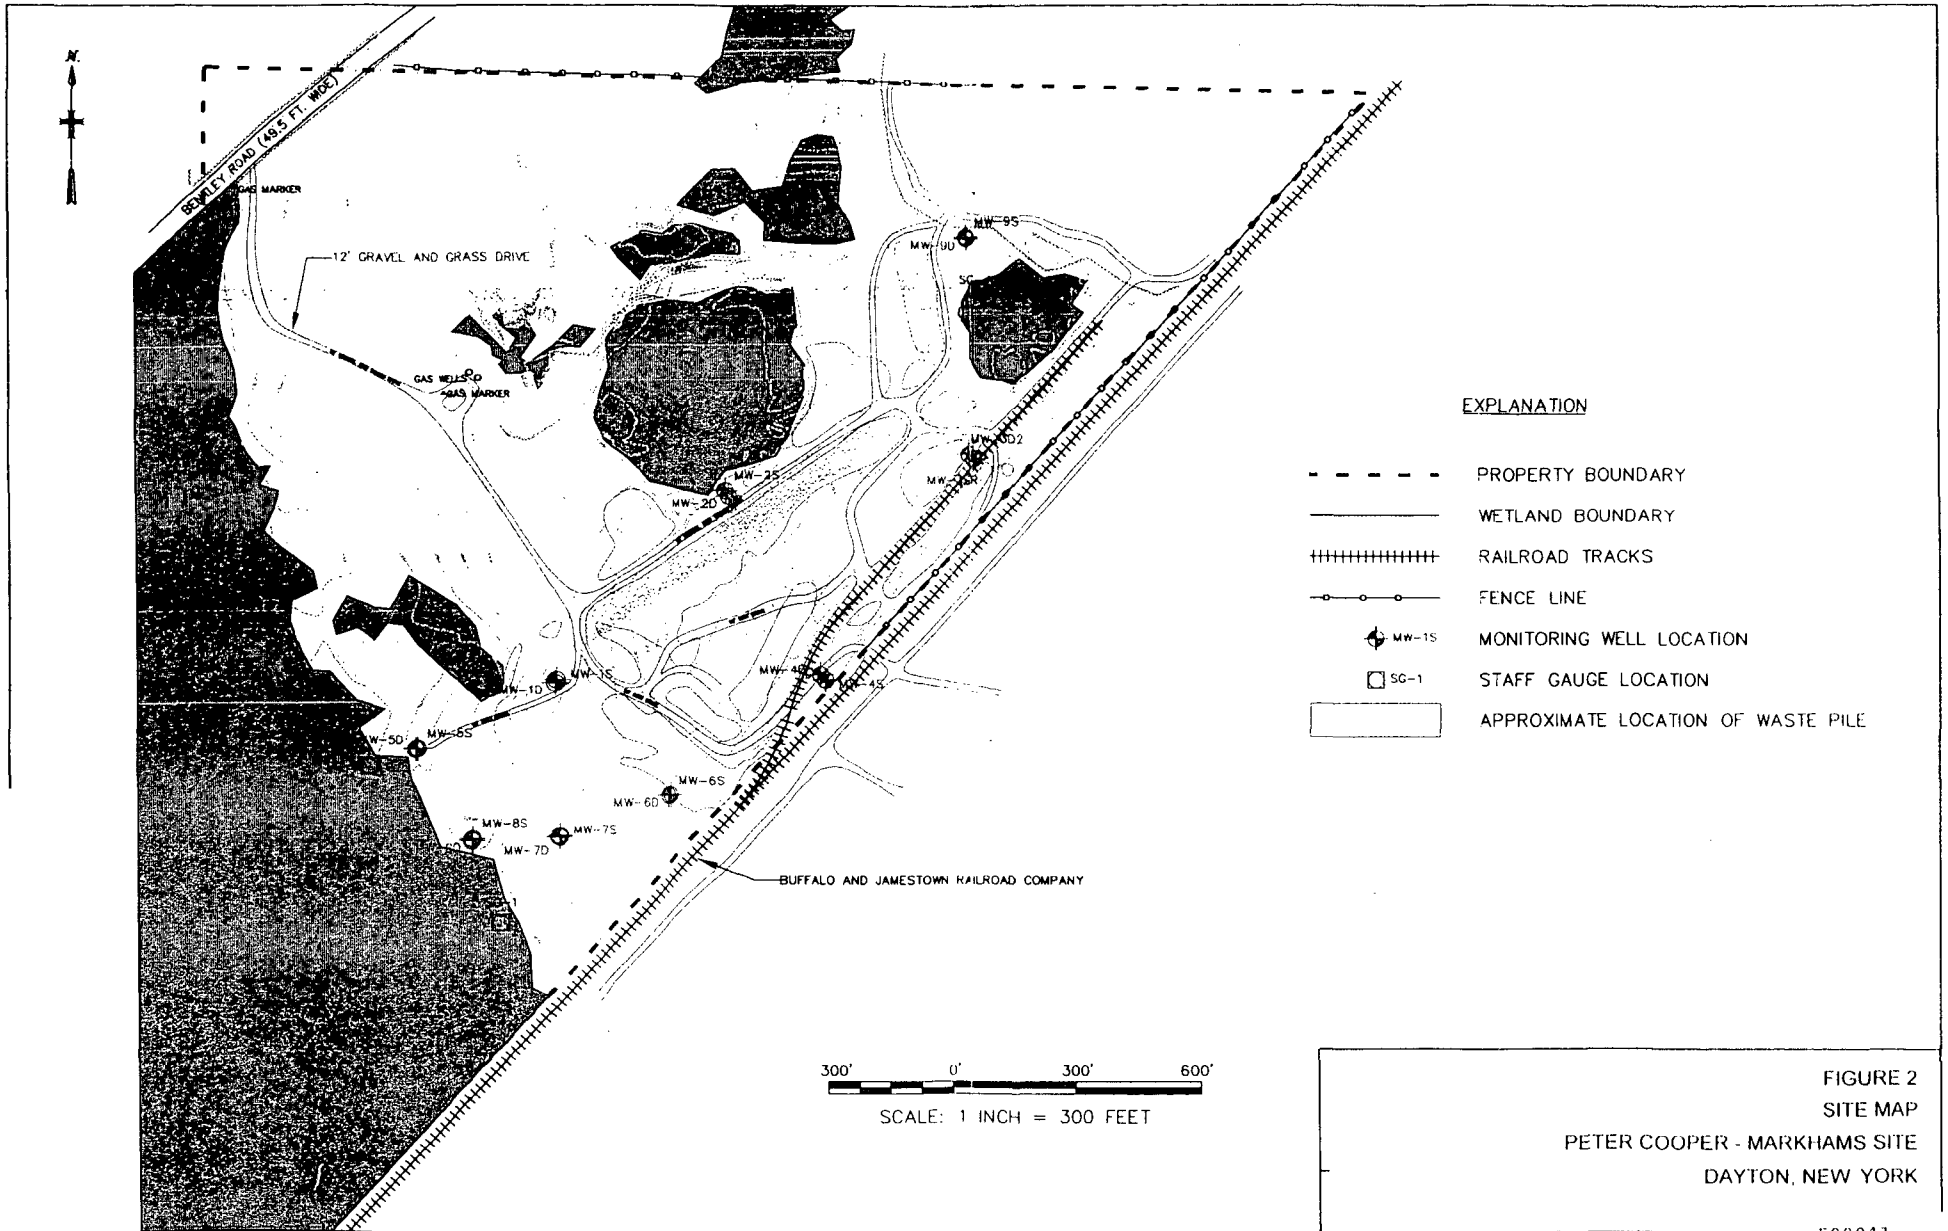 N.
BENTLEY ROAD (49.5 FT. WIDE)
GAS MARKER
12' GRAVEL AND GRASS DRIVE
GAS WELLS
GAS MARKER
MW-9S
MW-9D
SG
MW-2S
MW-2D
MW-1S
MW-1D
MW-4S
MW-5S
W-5D
MW-6S
MW-6D
MW-8S
MW-7S
MW-7D
BUFFALO AND JAMESTOWN RAILROAD COMPANY
EXPLANATION
PROPERTY BOUNDARY
WETLAND BOUNDARY
RAILROAD TRACKS
FENCE LINE
MW-1S MONITORING WELL LOCATION
SG-1 STAFF GAUGE LOCATION
APPROXIMATE LOCATION OF WASTE PILE
300' 0' 300' 600'
SCALE: 1 INCH = 300 FEET
FIGURE 2
SITE MAP
PETER COOPER - MARKHAMS SITE
DAYTON, NEW YORK